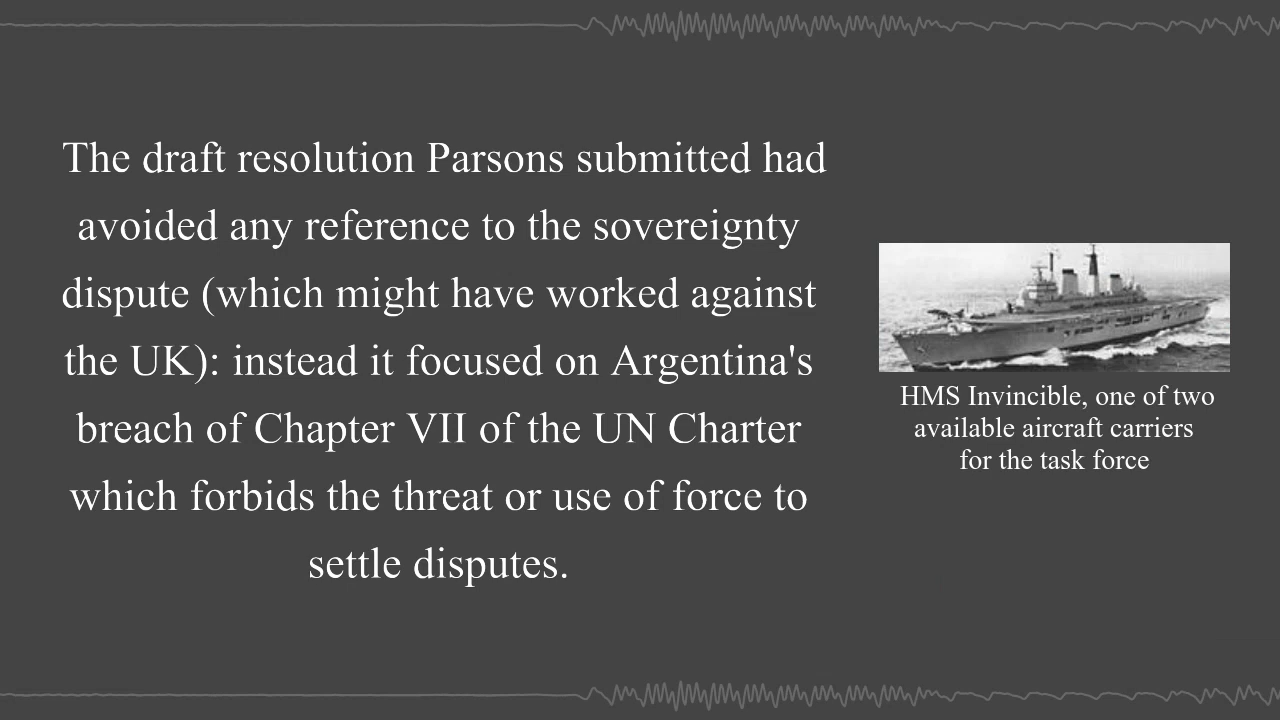 The draft resolution Parsons submitted had
avoided any reference to the sovereignty
dispute (which might have worked against
the UK): instead it focused on Argentina's
breach of Chapter VII of the UN Charter
which forbids the threat or use of force to
settle disputes.
HMS Invincible, one of two
available aircraft carriers
for the task force